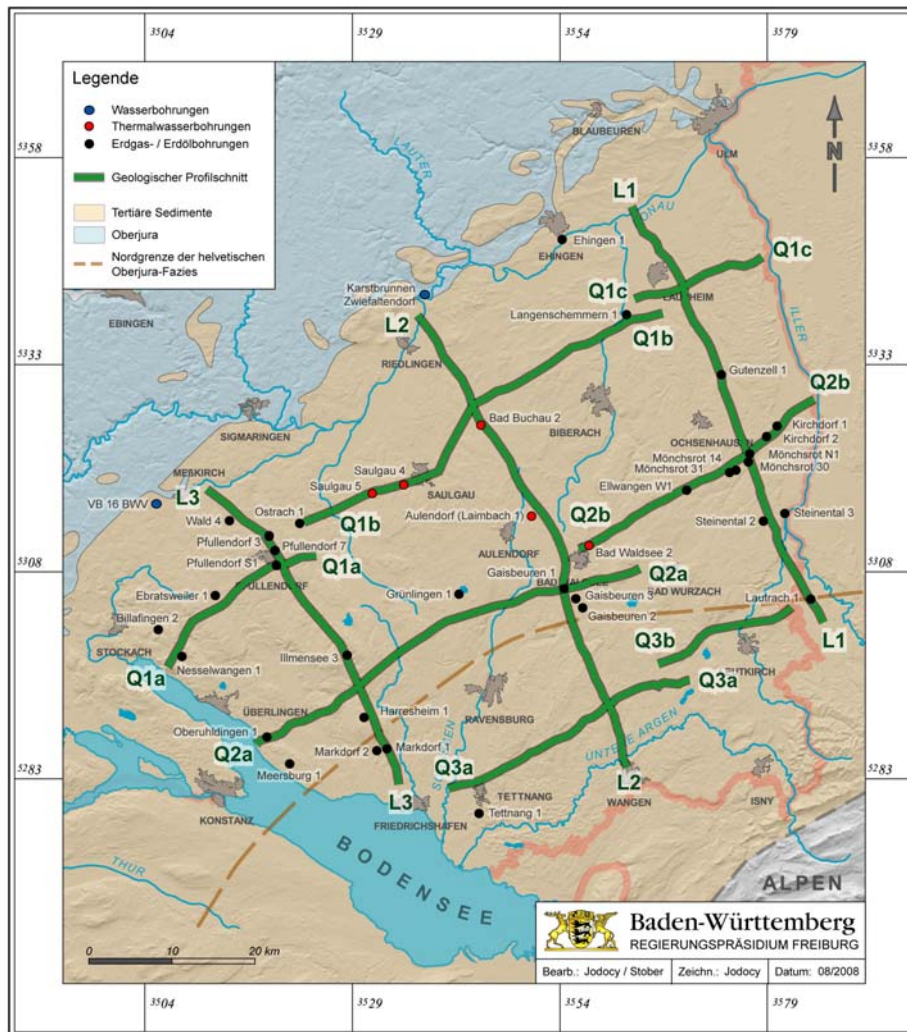 3504
3529
3554
3579
5358
5333
5308
5283
Legende
Wasserbohrungen
Thermalwasserbohrungen
Erdgas- / Erdölbohrungen
Geologischer Profilschnitt
Tertiäre Sedimente
Oberjura
Nordgrenze der helvetischen
Oberjura-Fazies
N
BLAUBEUREN
ULM
LAUTER
L1
DONAU
Ehingen 1
EHINGEN
Q1c
Karstbrunnen
Zwiefaltendorf
Q1c
LAUPHEIM
ILLER
EBINGEN
L2
Langenschemmern 1
Q1b
RIEDLINGEN
Gutenzell 1
Q2b
SIGMARINGEN
Bad Buchau 2
BIBERACH
OCHSENHAUSEN
Kirchdorf 1
Kirchdorf 2
Mönchsrot N1
Mönchsrot 14
Mönchsrot 30
Mönchsrot 31
MEßKIRCH
Saulgau 4
Saulgau 5
SAULGAU
Ellwangen W1
VB 16 BWV
L3
Wald 4
Ostrach 1
Q1b
Aulendorf (Laimbach 1)
Q2b
Steinental 3
Steinental 2
Pfullendorf 3
Pfullendorf 7
Pfullendorf S1
Q1a
PFULLENDORF
AULENDORF
Bad Waldsee 2
Gaisbeuren 1
BAD WALDSEE
Q2a
BAD WURZACH
Ebratsweiler 1
Grünlingen 1
Gaisbeuren 3
Gaisbeuren 2
Lautrach 1
Billafingen 2
STOCKACH
Q3b
L1
Nesselwangen 1
Illmensee 3
Q1a
LEUTKIRCH
Q3a
ÜBERLINGEN
RAVENSBURG
Harresheim 1
Oberuhldingen 1
UNTERE ARGEN
Q2a
Markdorf 2
Markdorf 1
Meersburg 1
Q3a
L2
L3
TETTNANG
WANGEN
ISNY
KONSTANZ
FRIEDRICHSHAFEN
Tettnang 1
BODENSEE
THUR
ALPEN
0 10 20 km
Baden-Württemberg
REGIERUNGSPRÄSIDIUM FREIBURG
Bearb.: Jodocy / Stober
Zeichn.: Jodocy
Datum: 08/2008